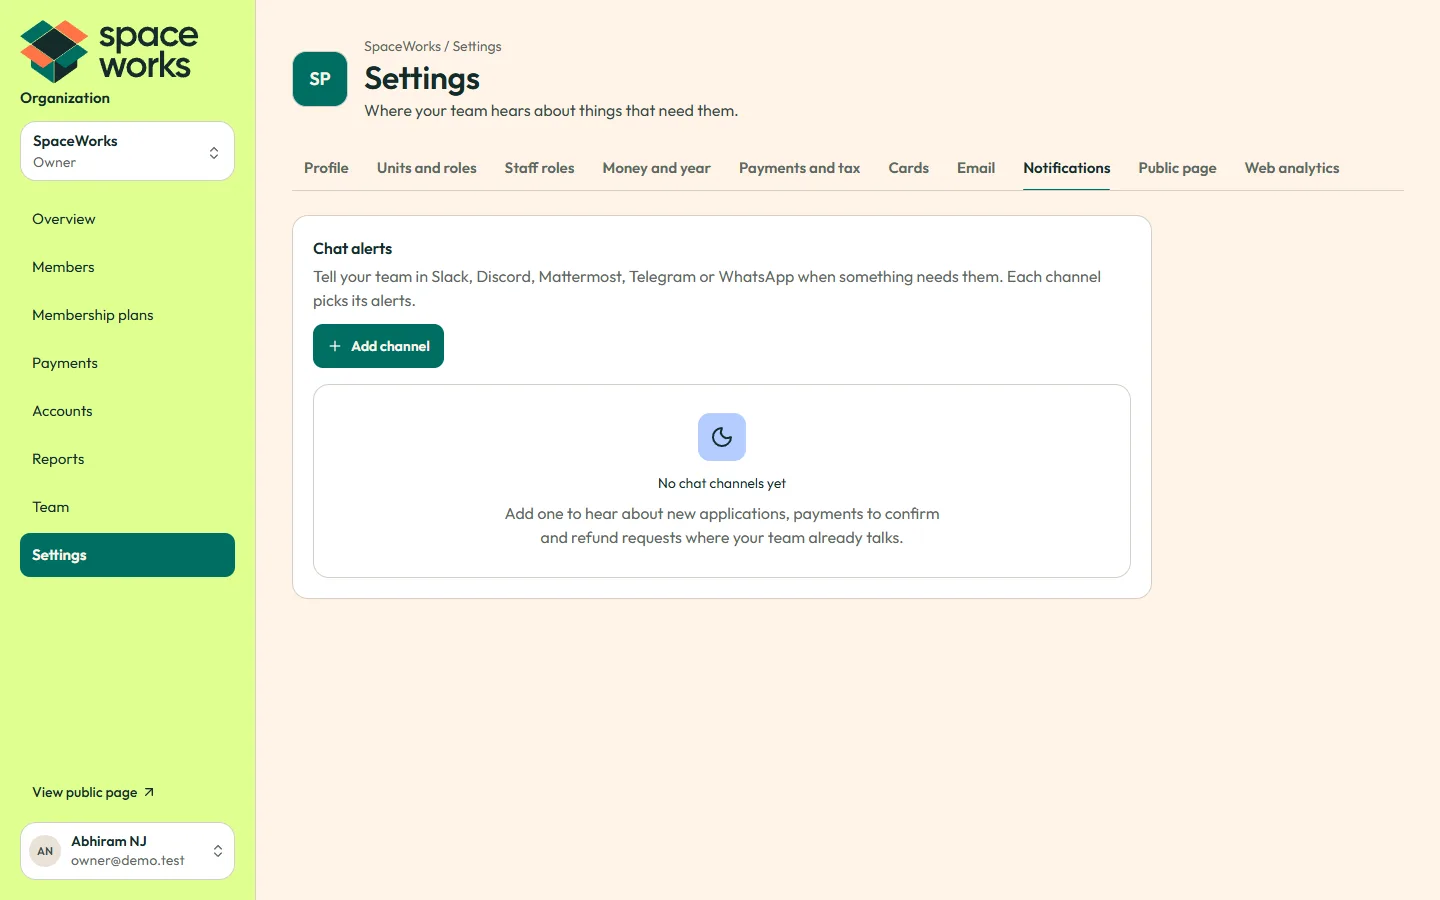 space
works
Organization
SpaceWorks
Owner
Overview
Members
Membership plans
Payments
Accounts
Reports
Team
Settings
View public page
AN
Abhiram NJ
owner@demo.test
SP
SpaceWorks / Settings
Settings
Where your team hears about things that need them.
Profile
Units and roles
Staff roles
Money and year
Payments and tax
Cards
Email
Notifications
Public page
Web analytics
Chat alerts
Tell your team in Slack, Discord, Mattermost, Telegram or WhatsApp when something needs them. Each channel
picks its alerts.
Add channel
No chat channels yet
Add one to hear about new applications, payments to confirm
and refund requests where your team already talks.